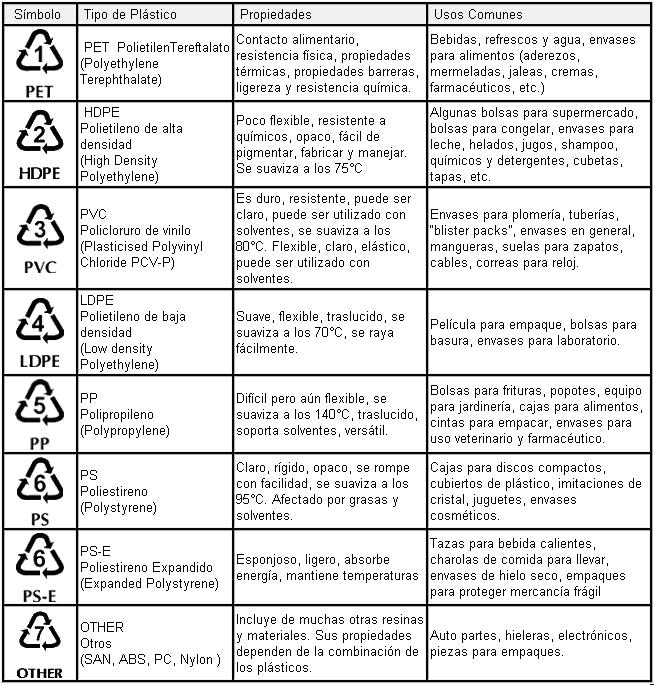 Símbolo
Tipo de Plástico
Propiedades
Usos Comunes
1
PET
PET PolietilenTereftalato
(Polyethylene
Terephthalate)
Contacto alimentario,
resistencia física, propiedades
térmicas, propiedades barreras,
ligereza y resistencia química.
Bebidas, refrescos y agua, envases
para alimentos (aderezos,
mermeladas, jaleas, cremas,
farmacéuticos, etc.)
2
HDPE
HDPE
Polietileno de alta
densidad
(High Density
Polyethylene)
Poco flexible, resistente a
químicos, opaco, fácil de
pigmentar, fabricar y manejar.
Se suaviza a los 75°C
Algunas bolsas para supermercado,
bolsas para congelar, envases para
leche, helados, jugos, shampoo,
químicos y detergentes, cubetas,
tapas, etc.
3
PVC
PVC
Policloruro de vinilo
(Plasticised Polyvinyl
Chloride PCV-P)
Es duro, resistente, puede ser
claro, puede ser utilizado con
solventes, se suaviza a los
80°C. Flexible, claro, elástico,
puede ser utilizado con
solventes.
Envases para plomería, tuberías,
"blister packs", envases en general,
mangueras, suelas para zapatos,
cables, correas para reloj.
4
LDPE
LDPE
Polietileno de baja
densidad
(Low density
Polyethylene)
Suave, flexible, traslucido, se
suaviza a los 70°C, se raya
fácilmente.
Película para empaque, bolsas para
basura, envases para laboratorio.
5
PP
PP
Polipropileno
(Polypropylene)
Difícil pero aún flexible, se
suaviza a los 140°C, traslucido,
soporta solventes, versátil.
Bolsas para frituras, popotes, equipo
para jardinería, cajas para alimentos,
cintas para empacar, envases para
uso veterinario y farmacéutico.
6
PS
PS
Poliestireno
(Polystyrene)
Claro, rígido, opaco, se rompe
con facilidad, se suaviza a los
95°C. Afectado por grasas y
solventes.
Cajas para discos compactos,
cubiertos de plástico, imitaciones de
cristal, juguetes, envases
cosméticos.
6
PS-E
PS-E
Poliestireno Expandido
(Expanded Polystyrene)
Esponjoso, ligero, absorbe
energía, mantiene temperaturas
Tazas para bebida calientes,
charolas de comida para llevar,
envases de hielo seco, empaques
para proteger mercancía frágil
7
OTHER
OTHER
Otros
(SAN, ABS, PC, Nylon )
Incluye de muchas otras resinas
y materiales. Sus propiedades
dependen de la combinación de
los plásticos.
Auto partes, hieleras, electrónicos,
piezas para empaques.